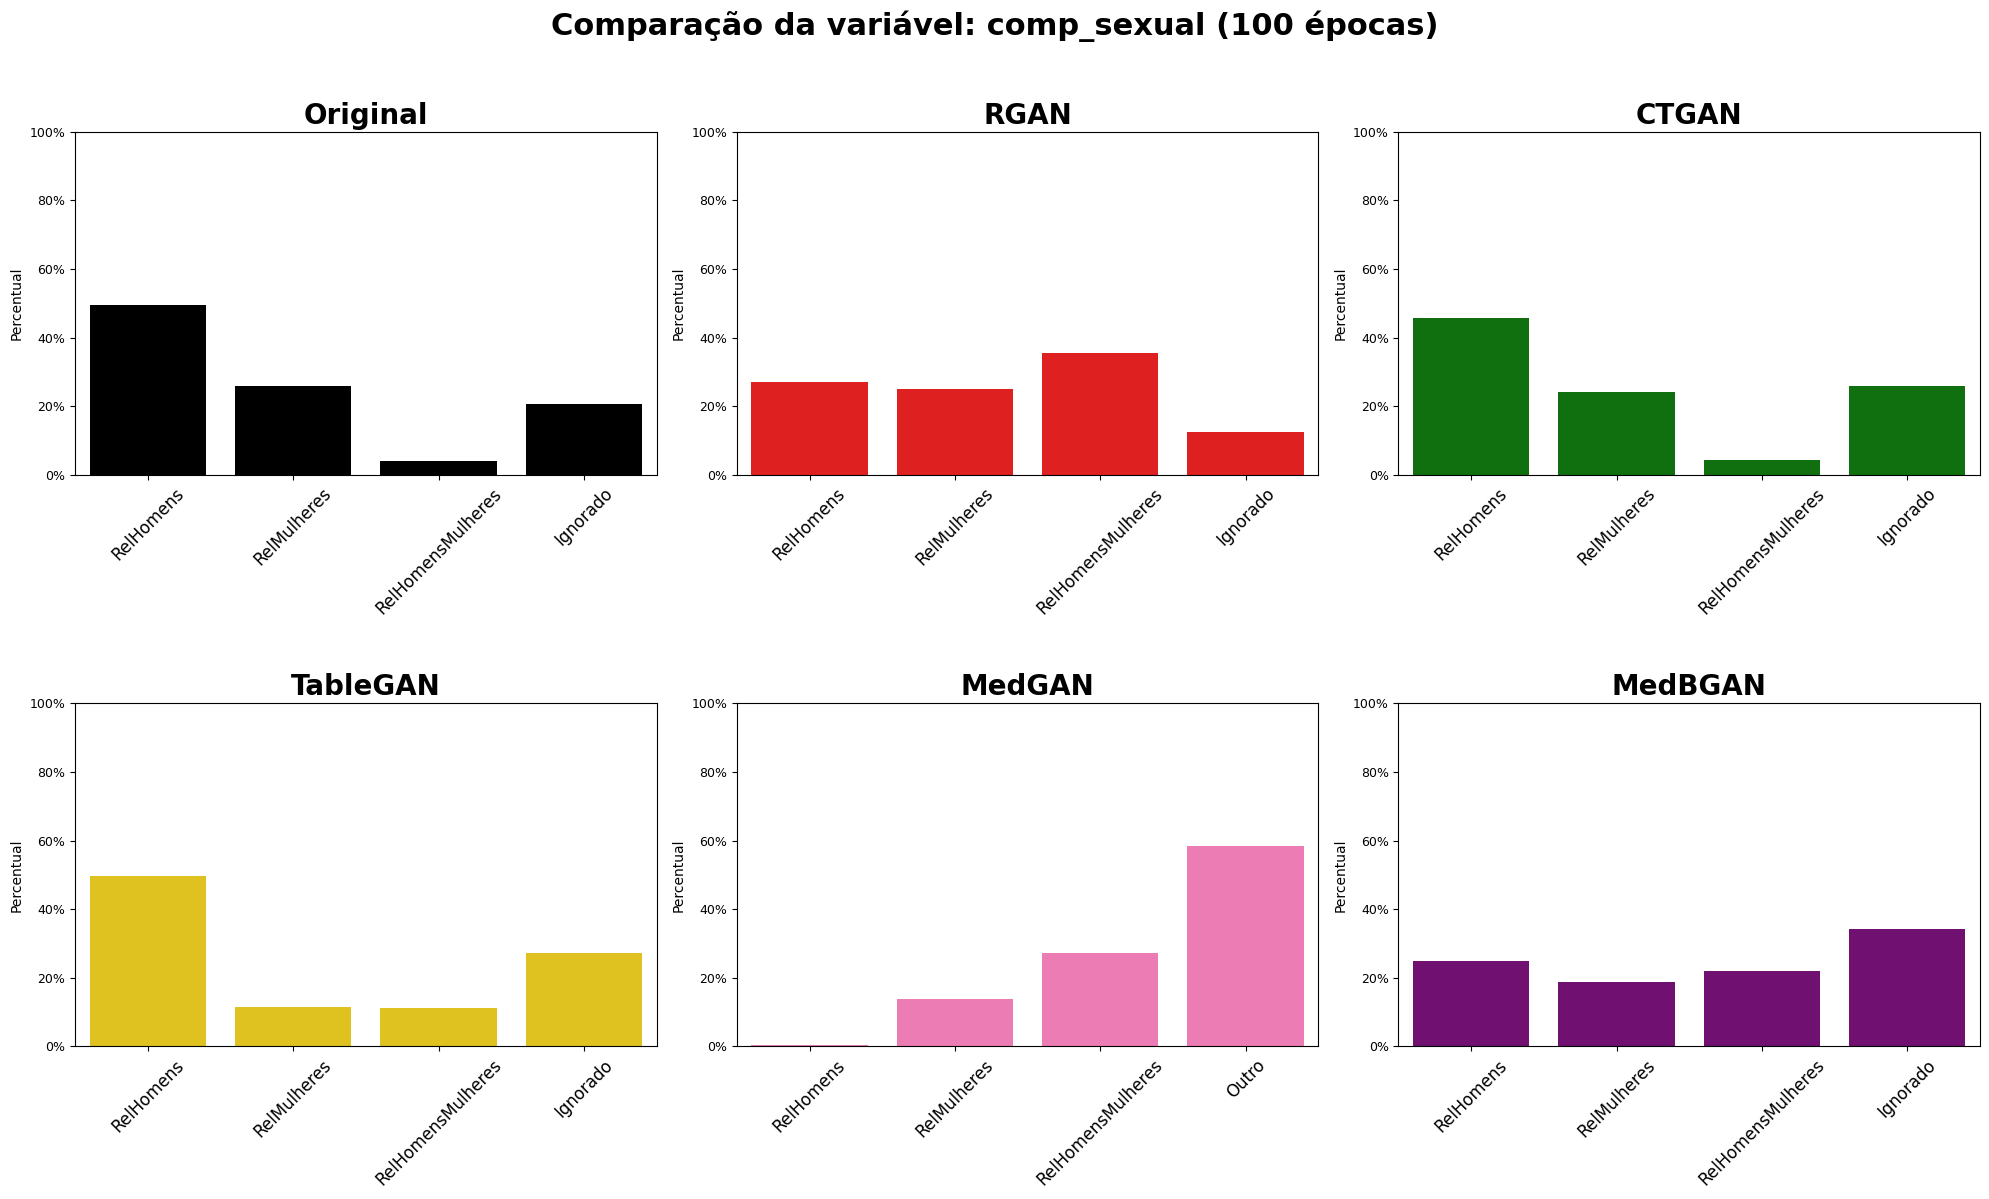 Comparação da variável: comp_sexual (100 épocas)
Original
100%
80%
60%
40%
20%
0%
Percentual
RelHomens
RelMulheres
RelHomensMulheres
Ignorado
RGAN
100%
80%
60%
40%
20%
0%
Percentual
RelHomens
RelMulheres
RelHomensMulheres
Ignorado
CTGAN
100%
80%
60%
40%
20%
0%
Percentual
RelHomens
RelMulheres
RelHomensMulheres
Ignorado
TableGAN
100%
80%
60%
40%
20%
0%
Percentual
RelHomens
RelMulheres
RelHomensMulheres
Ignorado
MedGAN
100%
80%
60%
40%
20%
0%
Percentual
RelHomens
RelMulheres
RelHomensMulheres
Outro
MedBGAN
100%
80%
60%
40%
20%
0%
Percentual
RelHomens
RelMulheres
RelHomensMulheres
Ignorado